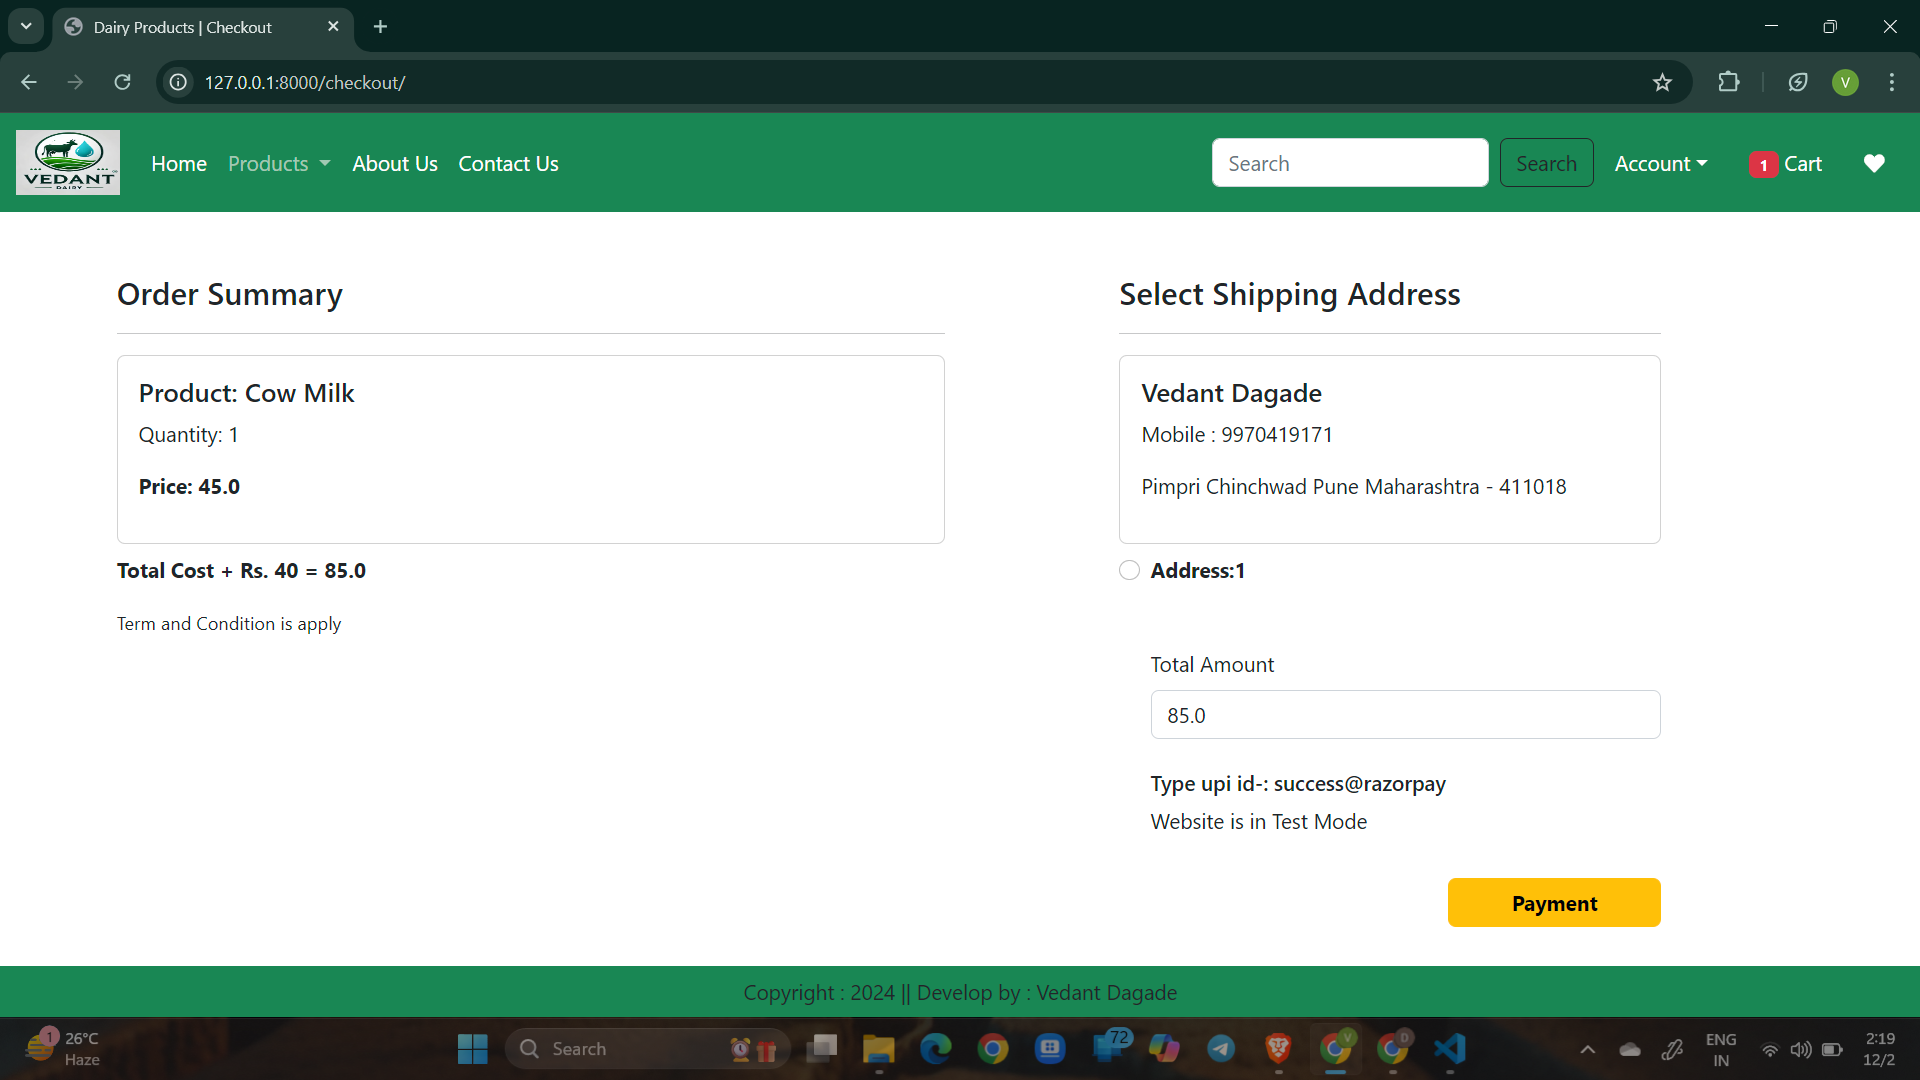 Dairy Products | Checkout
127.0.0.1:8000/checkout/
V
VEDANT
DAIRY
Home
Products
About Us
Contact Us
Search
Search
Account
1 Cart
Order Summary
Product: Cow Milk
Quantity: 1
Price: 45.0
Total Cost + Rs. 40 = 85.0
Term and Condition is apply
Select Shipping Address
Vedant Dagade
Mobile : 9970419171
Pimpri Chinchwad Pune Maharashtra - 411018
Address:1
Total Amount
85.0
Type upi id-: success@razorpay
Website is in Test Mode
Payment
Copyright : 2024 || Develop by : Vedant Dagade
1
26°C
Haze
Search
72
V
D
ENG
IN
2:19
12/2